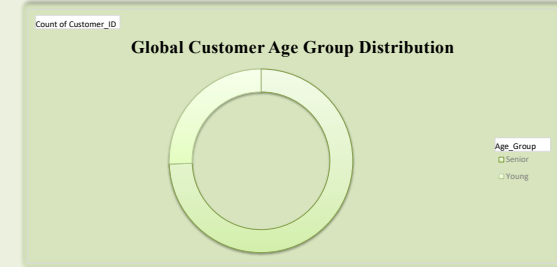 Count of Customer_ID
Global Customer Age Group Distribution
Age_Group
Senior
Young